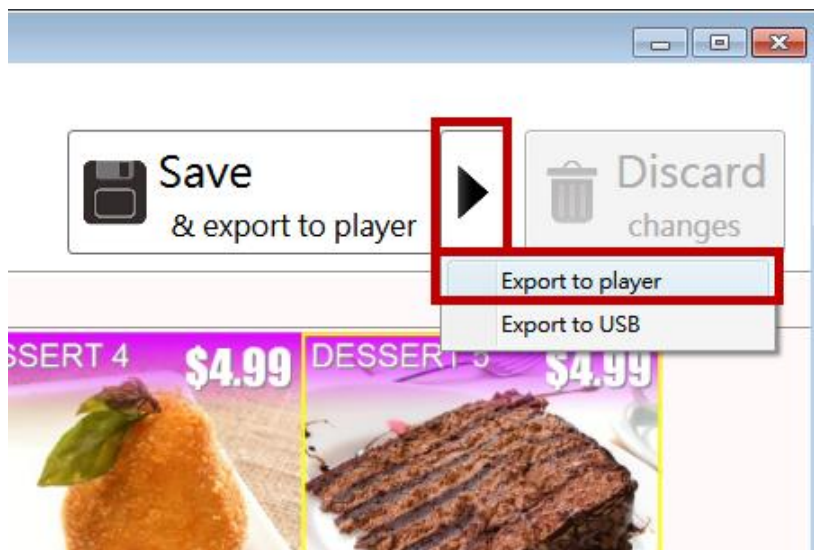 Save
& export to player
Discard
changes
Export to player
Export to USB
SSERT 4
$4.99
DESSERT 5
$4.99